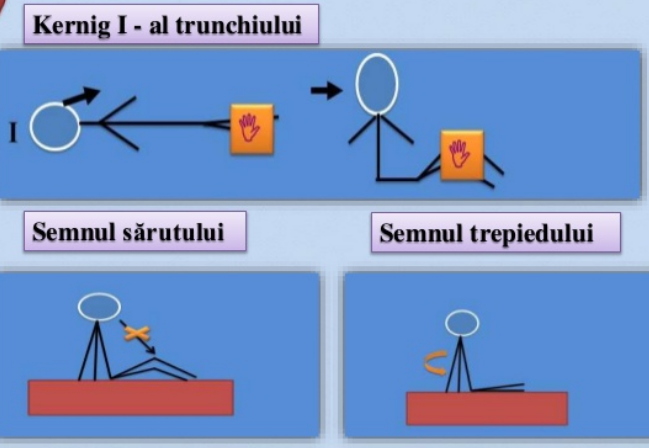 Kernig I - al trunchiului
I
Semnul sărutului
Semnul trepiedului